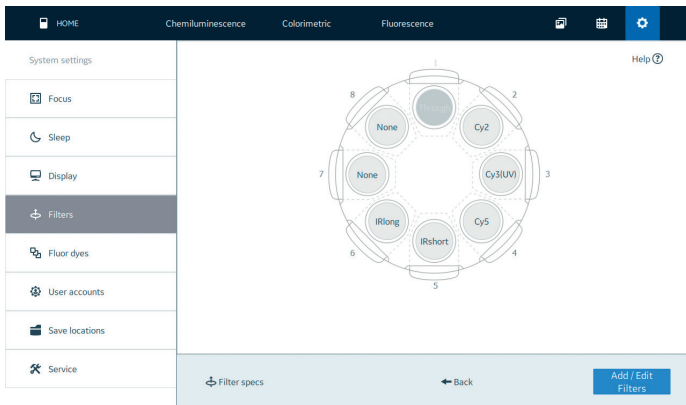 HOME
Chemiluminescence
Colorimetric
Fluorescence
System settings
Help ?
Focus
Sleep
Display
Filters
Fluor dyes
User accounts
Save locations
Service
1
8
2
Through
None
Cy2
7
None
Cy3(UV)
3
IRlong
Cy5
IRshort
6
4
5
Filter specs
Back
Add / Edit
Filters